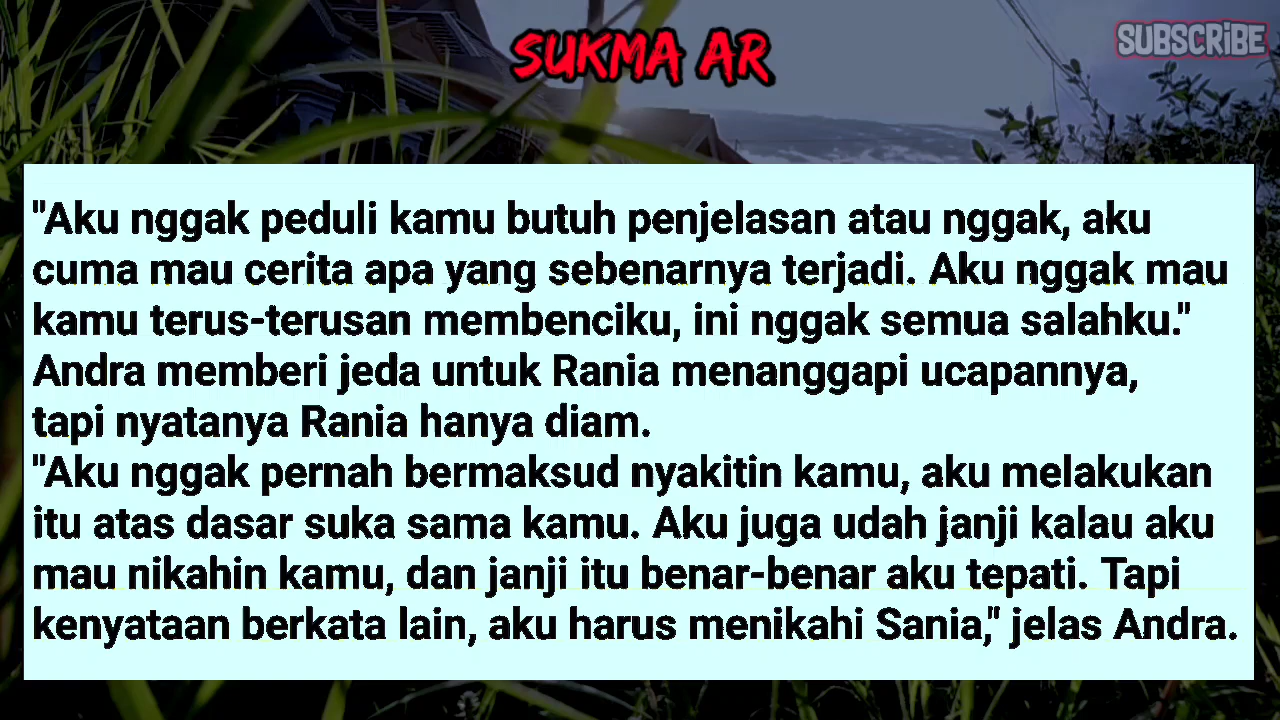 SUKMA AR
SUBSCRiBE
"Aku nggak peduli kamu butuh penjelasan atau nggak, aku
cuma mau cerita apa yang sebenarnya terjadi. Aku nggak mau
kamu terus-terusan membenciku, ini nggak semua salahku."
Andra memberi jeda untuk Rania menanggapi ucapannya,
tapi nyatanya Rania hanya diam.
"Aku nggak pernah bermaksud nyakitin kamu, aku melakukan
itu atas dasar suka sama kamu. Aku juga udah janji kalau aku
mau nikahin kamu, dan janji itu benar-benar aku tepati. Tapi
kenyataan berkata lain, aku harus menikahi Sania," jelas Andra.